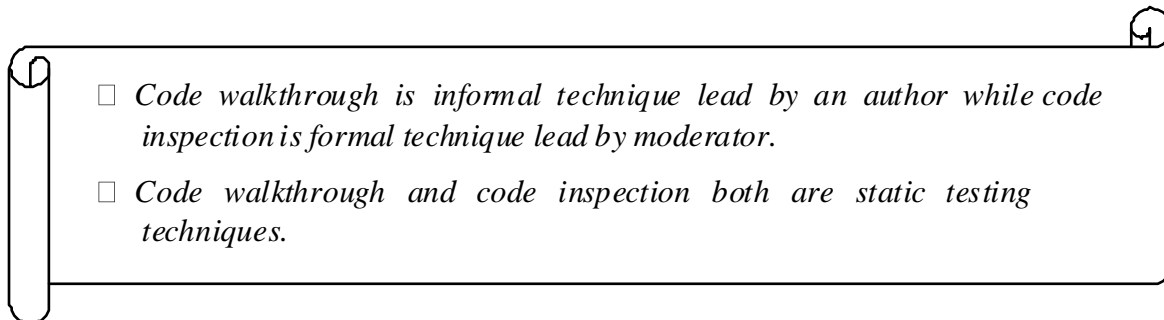 □ Code walkthrough is informal technique lead by an author while code
inspection is formal technique lead by moderator.
□ Code walkthrough and code inspection both are static testing
techniques.